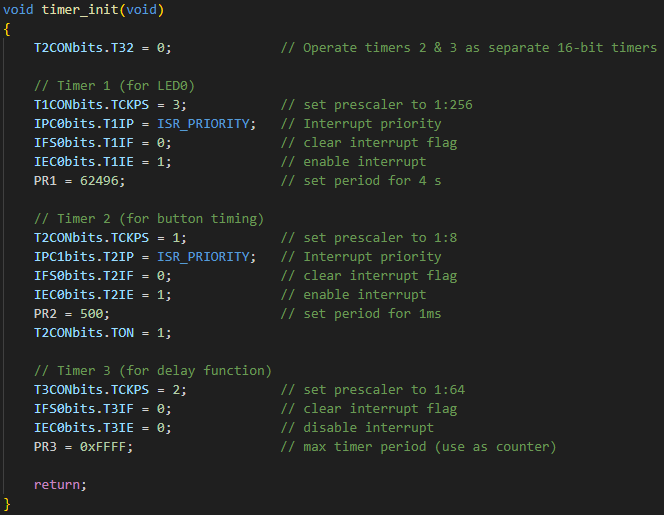 void timer_init(void)
{
    T2CONbits.T32 = 0;              // Operate timers 2 & 3 as separate 16-bit timers

    // Timer 1 (for LED0)
    T1CONbits.TCKPS = 3;            // set prescaler to 1:256
    IPC0bits.T1IP = ISR_PRIORITY;   // Interrupt priority
    IFS0bits.T1IF = 0;              // clear interrupt flag
    IEC0bits.T1IE = 1;              // enable interrupt
    PR1 = 62496;                    // set period for 4 s

    // Timer 2 (for button timing)
    T2CONbits.TCKPS = 1;            // set prescaler to 1:8
    IPC1bits.T2IP = ISR_PRIORITY;   // Interrupt priority
    IFS0bits.T2IF = 0;              // clear interrupt flag
    IEC0bits.T2IE = 1;              // enable interrupt
    PR2 = 500;                      // set period for 1ms
    T2CONbits.TON = 1;

    // Timer 3 (for delay function)
    T3CONbits.TCKPS = 2;            // set prescaler to 1:64
    IFS0bits.T3IF = 0;              // clear interrupt flag
    IEC0bits.T3IE = 0;              // disable interrupt
    PR3 = 0xFFFF;                   // max timer period (use as counter)

    return;
}